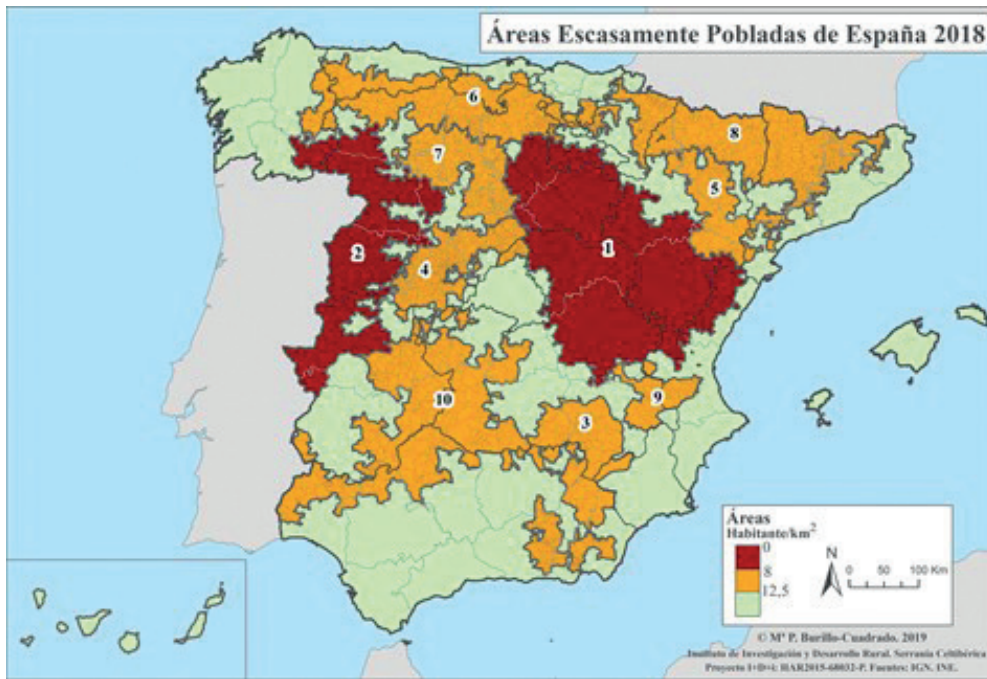 Áreas Escasamente Pobladas de España 2018
6
8
7
5
1
2
4
10
9
3
Áreas
Habitante/km²
0
8
12,5
N
0 50 100 Km
© Mª P. Burillo-Cuadrado. 2019
Instituto de Investigación y Desarrollo Rural. Serranía Celtibérica
Proyecto I+D+i: HAR2015-68032-P. Fuentes: IGN. INE.